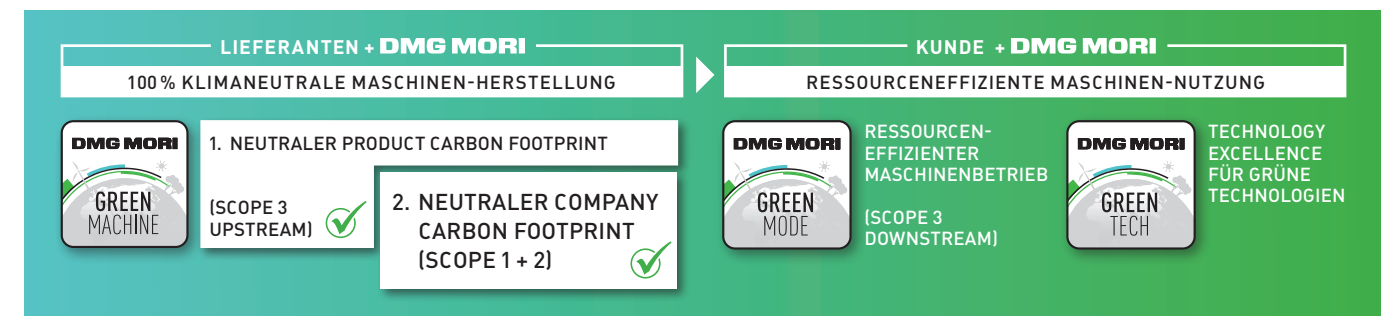 LIEFERANTEN + DMG MORI
100 % KLIMANEUTRALE MASCHINEN-HERSTELLUNG
DMG MORI
GREEN
MACHINE
1. NEUTRALER PRODUCT CARBON FOOTPRINT
(SCOPE 3
UPSTREAM)
2. NEUTRALER COMPANY
CARBON FOOTPRINT
(SCOPE 1 + 2)
KUNDE + DMG MORI
RESSOURCENEFFIZIENTE MASCHINEN-NUTZUNG
DMG MORI
GREEN
MODE
RESSOURCEN-
EFFIZIENTER
MASCHINENBETRIEB
(SCOPE 3
DOWNSTREAM)
DMG MORI
GREEN
TECH
TECHNOLOGY
EXCELLENCE
FÜR GRÜNE
TECHNOLOGIEN